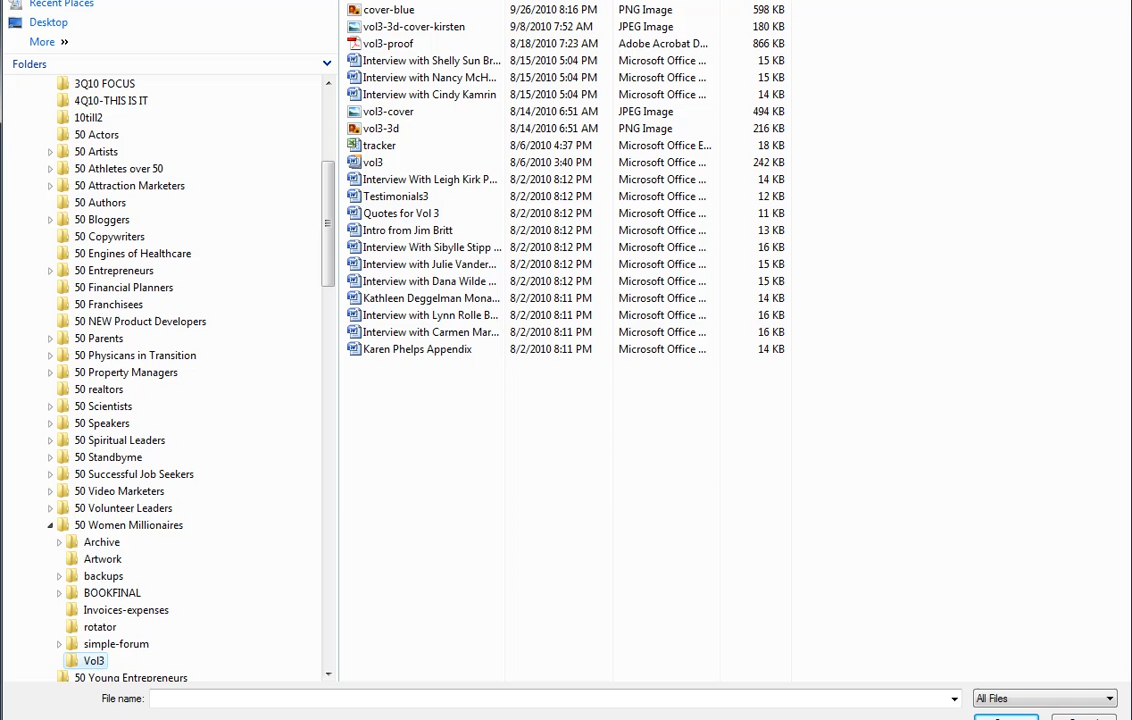 Recent Places
Desktop
More »
Folders
3Q10 FOCUS
4Q10-THIS IS IT
10till2
50 Actors
50 Artists
50 Athletes over 50
50 Attraction Marketers
50 Authors
50 Bloggers
50 Copywriters
50 Engines of Healthcare
50 Entrepreneurs
50 Financial Planners
50 Franchisees
50 NEW Product Developers
50 Parents
50 Physicans in Transition
50 Property Managers
50 realtors
50 Scientists
50 Speakers
50 Spiritual Leaders
50 Standbyme
50 Successful Job Seekers
50 Video Marketers
50 Volunteer Leaders
50 Women Millionaires
Archive
Artwork
backups
BOOKFINAL
Invoices-expenses
rotator
simple-forum
Vol3
50 Young Entrepreneurs
cover-blue 9/26/2010 8:16 PM PNG Image 598 KB
vol3-3d-cover-kirsten 9/8/2010 7:52 AM JPEG Image 180 KB
vol3-proof 8/18/2010 7:23 AM Adobe Acrobat D... 866 KB
Interview with Shelly Sun Br... 8/15/2010 5:04 PM Microsoft Office ... 15 KB
Interview with Nancy McH... 8/15/2010 5:04 PM Microsoft Office ... 15 KB
Interview with Cindy Kamrin 8/15/2010 5:04 PM Microsoft Office ... 14 KB
vol3-cover 8/14/2010 6:51 AM JPEG Image 494 KB
vol3-3d 8/14/2010 6:51 AM PNG Image 216 KB
tracker 8/6/2010 4:37 PM Microsoft Office E... 18 KB
vol3 8/6/2010 3:40 PM Microsoft Office ... 242 KB
Interview With Leigh Kirk P... 8/2/2010 8:12 PM Microsoft Office ... 14 KB
Testimonials3 8/2/2010 8:12 PM Microsoft Office ... 12 KB
Quotes for Vol 3 8/2/2010 8:12 PM Microsoft Office ... 11 KB
Intro from Jim Britt 8/2/2010 8:12 PM Microsoft Office ... 13 KB
Interview With Sibylle Stipp ... 8/2/2010 8:12 PM Microsoft Office ... 16 KB
Interview with Julie Vander... 8/2/2010 8:12 PM Microsoft Office ... 15 KB
Interview with Dana Wilde ... 8/2/2010 8:12 PM Microsoft Office ... 15 KB
Kathleen Deggelman Mona... 8/2/2010 8:11 PM Microsoft Office ... 14 KB
Interview with Lynn Rolle B... 8/2/2010 8:11 PM Microsoft Office ... 16 KB
Interview with Carmen Mar... 8/2/2010 8:11 PM Microsoft Office ... 16 KB
Karen Phelps Appendix 8/2/2010 8:11 PM Microsoft Office ... 14 KB
File name:
All Files